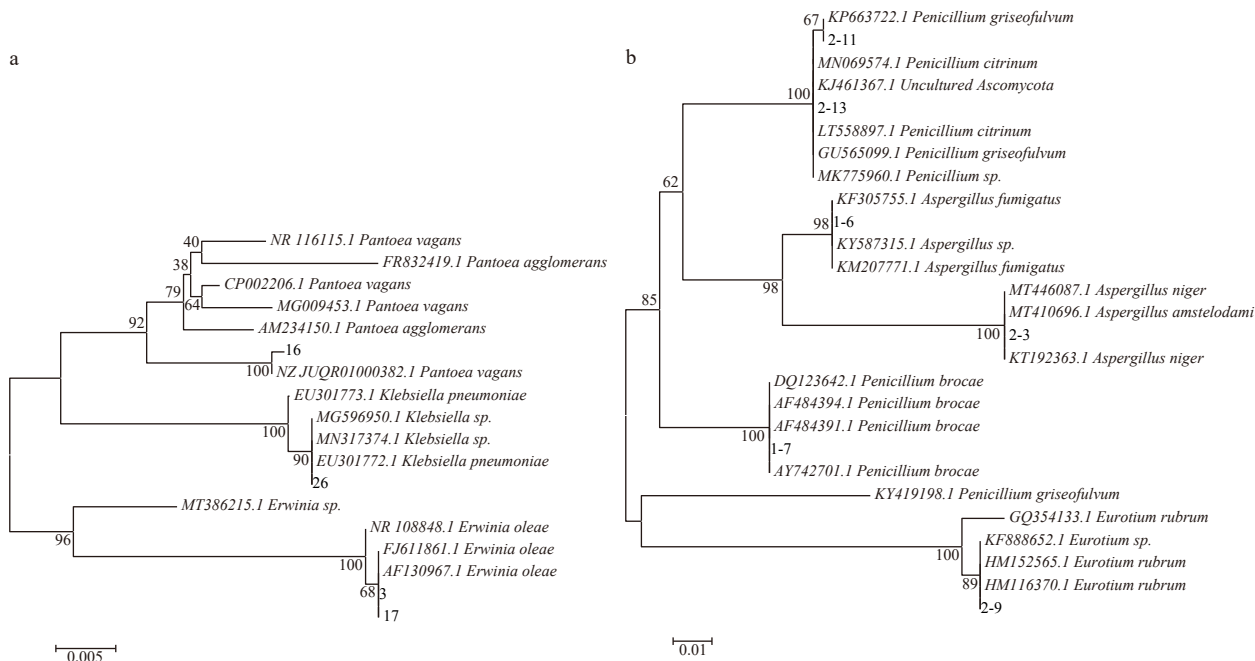 a
40
NR 116115.1 Pantoea vagans
38
FR832419.1 Pantoea agglomerans
79
CP002206.1 Pantoea vagans
64
MG009453.1 Pantoea vagans
92
AM234150.1 Pantoea agglomerans
16
100
NZ JUQR01000382.1 Pantoea vagans
EU301773.1 Klebsiella pneumoniae
100
MG596950.1 Klebsiella sp.
MN317374.1 Klebsiella sp.
90
EU301772.1 Klebsiella pneumoniae
26
MT386215.1 Erwinia sp.
96
NR 108848.1 Erwinia oleae
100
FJ611861.1 Erwinia oleae
AF130967.1 Erwinia oleae
68
3
17
0.005
b
67
KP663722.1 Penicillium griseofulvum
2-11
MN069574.1 Penicillium citrinum
KJ461367.1 Uncultured Ascomycota
100
2-13
LT558897.1 Penicillium citrinum
GU565099.1 Penicillium griseofulvum
MK775960.1 Penicillium sp.
62
KF305755.1 Aspergillus fumigatus
98
1-6
KY587315.1 Aspergillus sp.
KM207771.1 Aspergillus fumigatus
98
MT446087.1 Aspergillus niger
MT410696.1 Aspergillus amstelodami
100
2-3
KT192363.1 Aspergillus niger
85
DQ123642.1 Penicillium brocae
AF484394.1 Penicillium brocae
AF484391.1 Penicillium brocae
100
1-7
AY742701.1 Penicillium brocae
KY419198.1 Penicillium griseofulvum
GQ354133.1 Eurotium rubrum
100
KF888652.1 Eurotium sp.
HM152565.1 Eurotium rubrum
89
HM116370.1 Eurotium rubrum
2-9
0.01